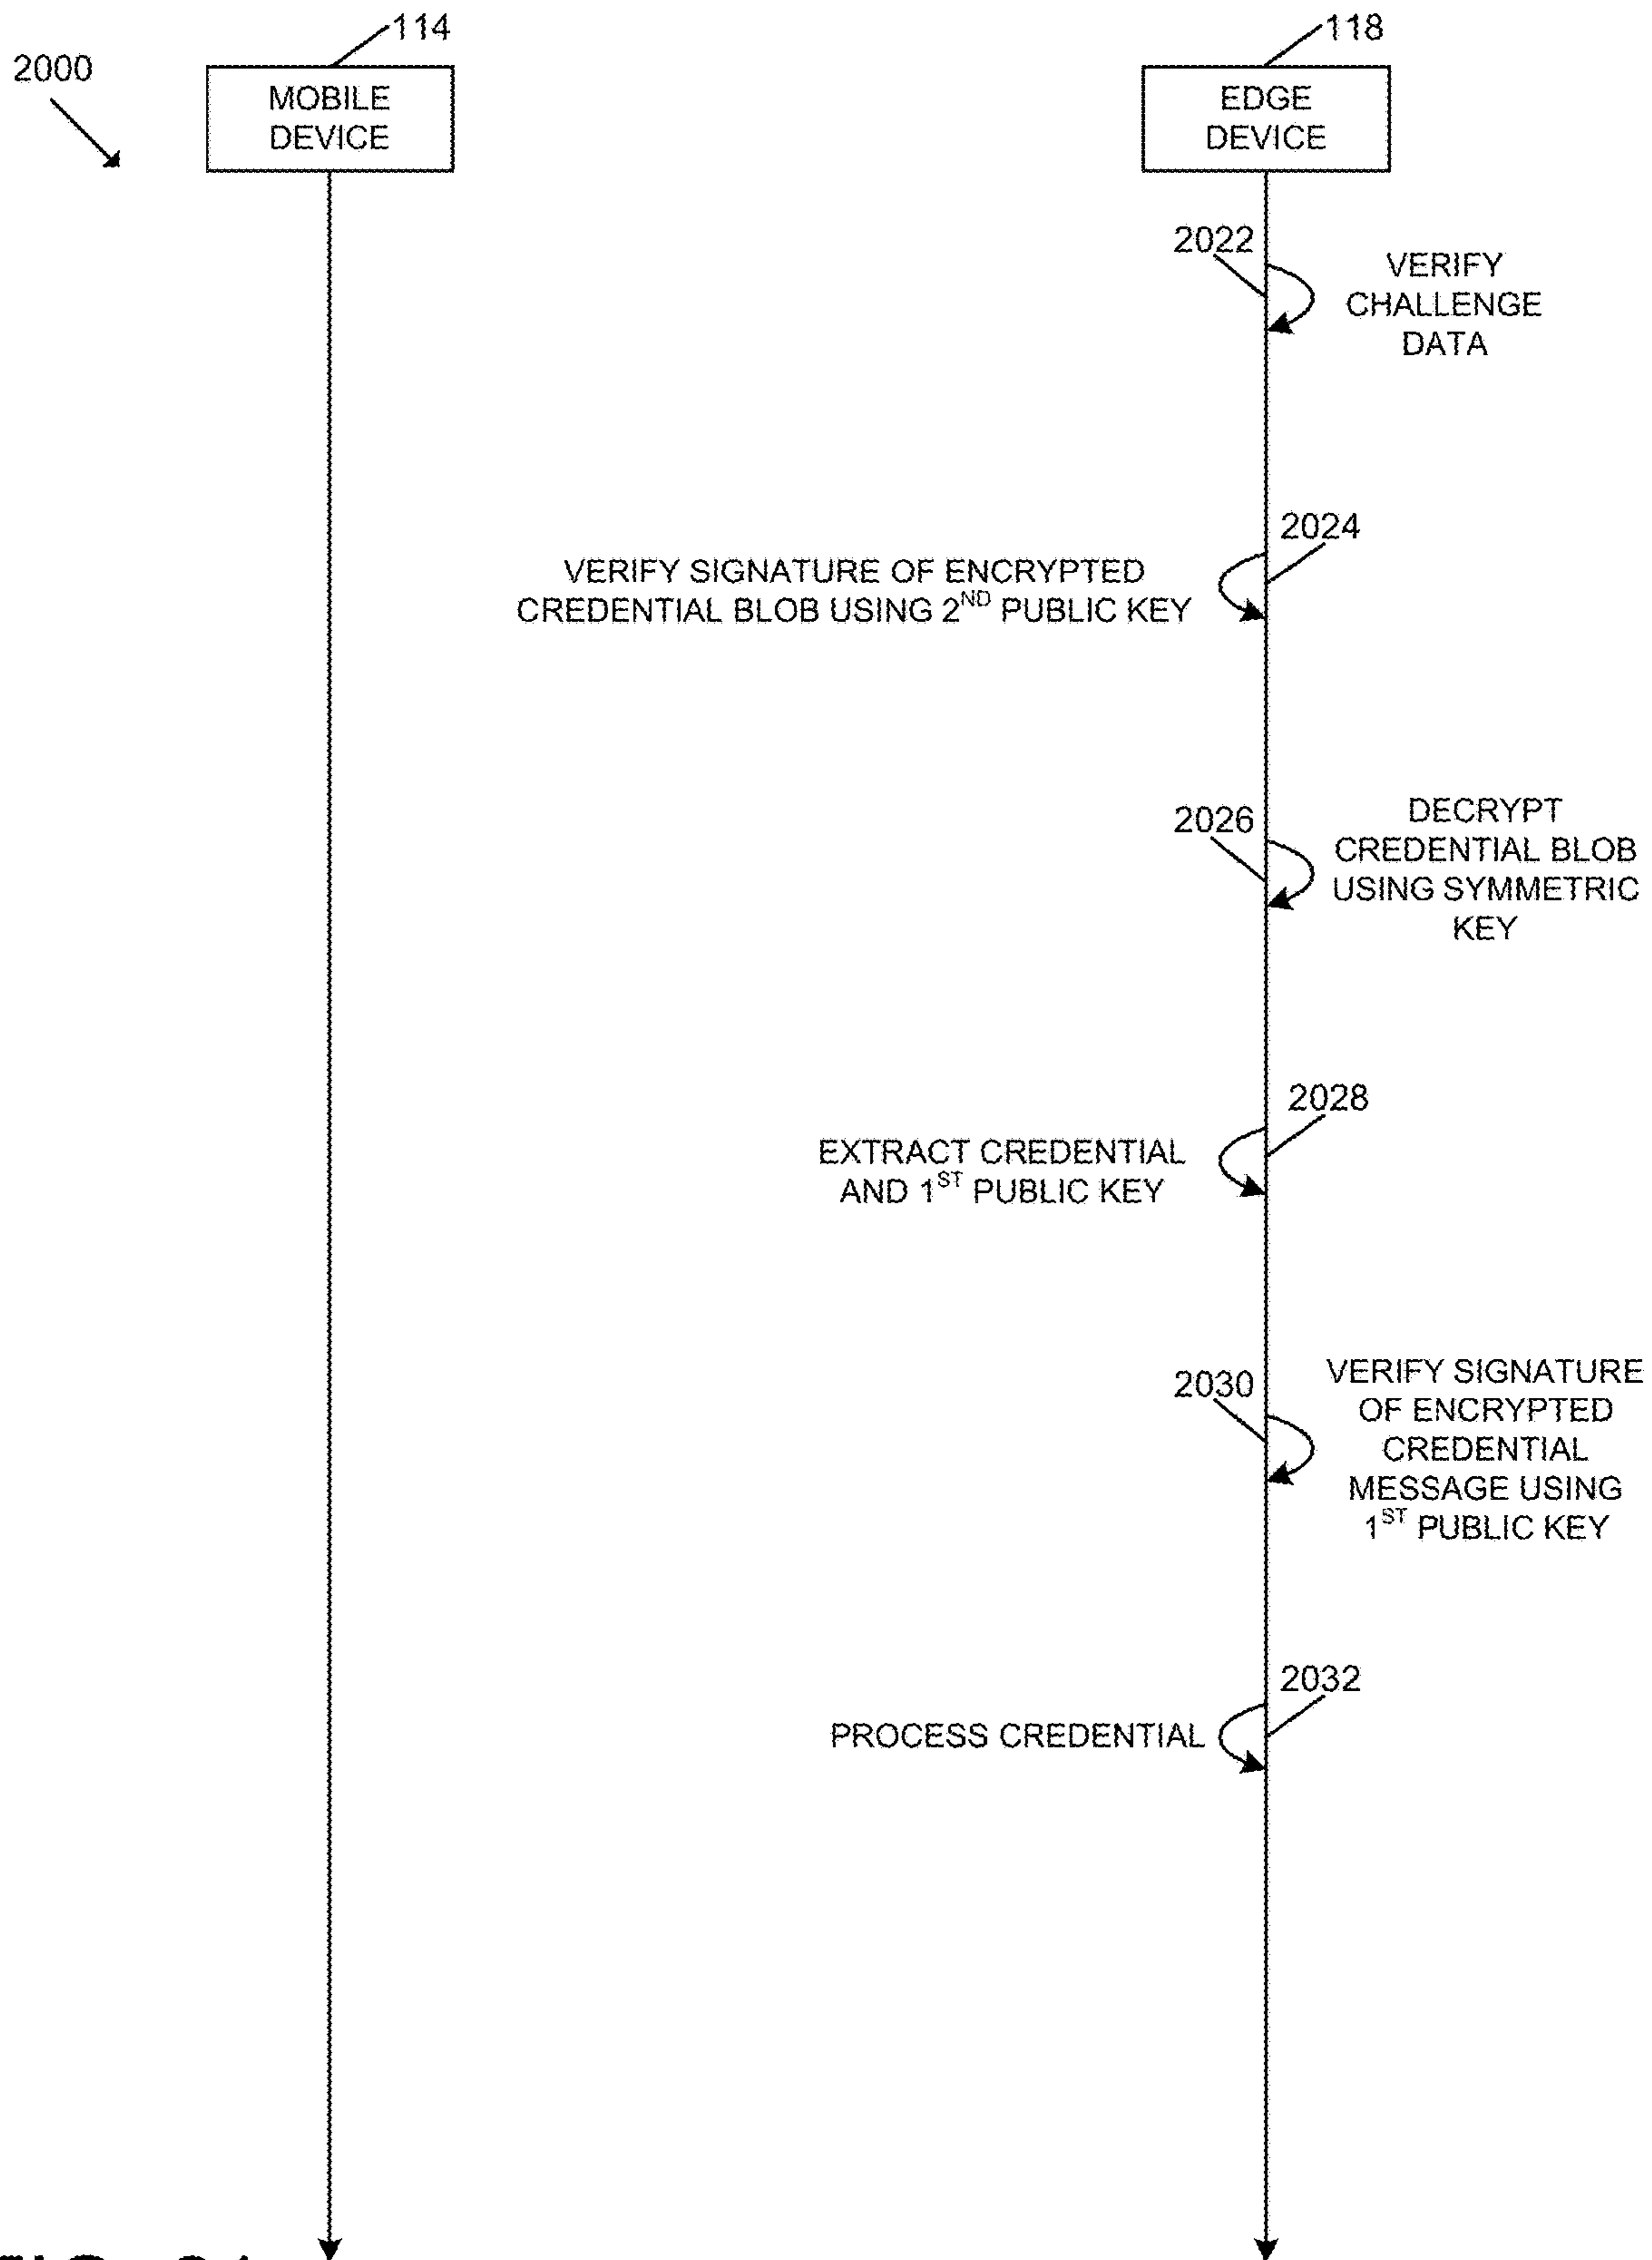 114
118
2000
MOBILE
DEVICE
EDGE
DEVICE
2022
VERIFY
CHALLENGE
DATA
2024
VERIFY SIGNATURE OF ENCRYPTED
CREDENTIAL BLOB USING 2ND PUBLIC KEY
2026
DECRYPT
CREDENTIAL BLOB
USING SYMMETRIC
KEY
2028
EXTRACT CREDENTIAL
AND 1ST PUBLIC KEY
2030
VERIFY SIGNATURE
OF ENCRYPTED
CREDENTIAL
MESSAGE USING
1ST PUBLIC KEY
2032
PROCESS CREDENTIAL